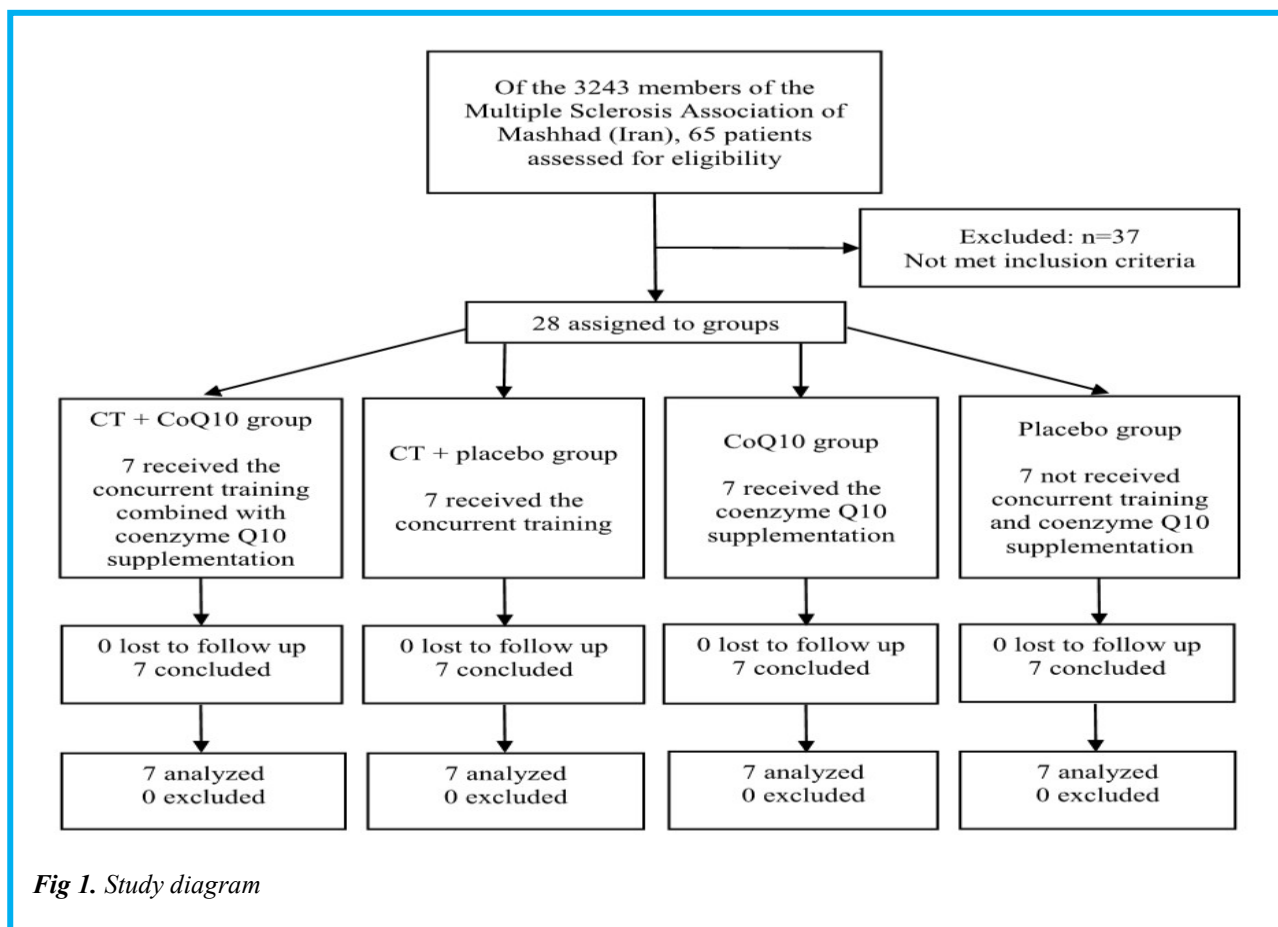 Of the 3243 members of the
Multiple Sclerosis Association of
Mashhad (Iran), 65 patients
assessed for eligibility
Excluded: n=37
Not met inclusion criteria
28 assigned to groups
CT + CoQ10 group
7 received the
concurrent training
combined with
coenzyme Q10
supplementation
CT + placebo group
7 received the
concurrent training
CoQ10 group
7 received the
coenzyme Q10
supplementation
Placebo group
7 not received
concurrent training
and coenzyme Q10
supplementation
0 lost to follow up
7 concluded
0 lost to follow up
7 concluded
0 lost to follow up
7 concluded
0 lost to follow up
7 concluded
7 analyzed
0 excluded
7 analyzed
0 excluded
7 analyzed
0 excluded
7 analyzed
0 excluded
Fig 1. Study diagram